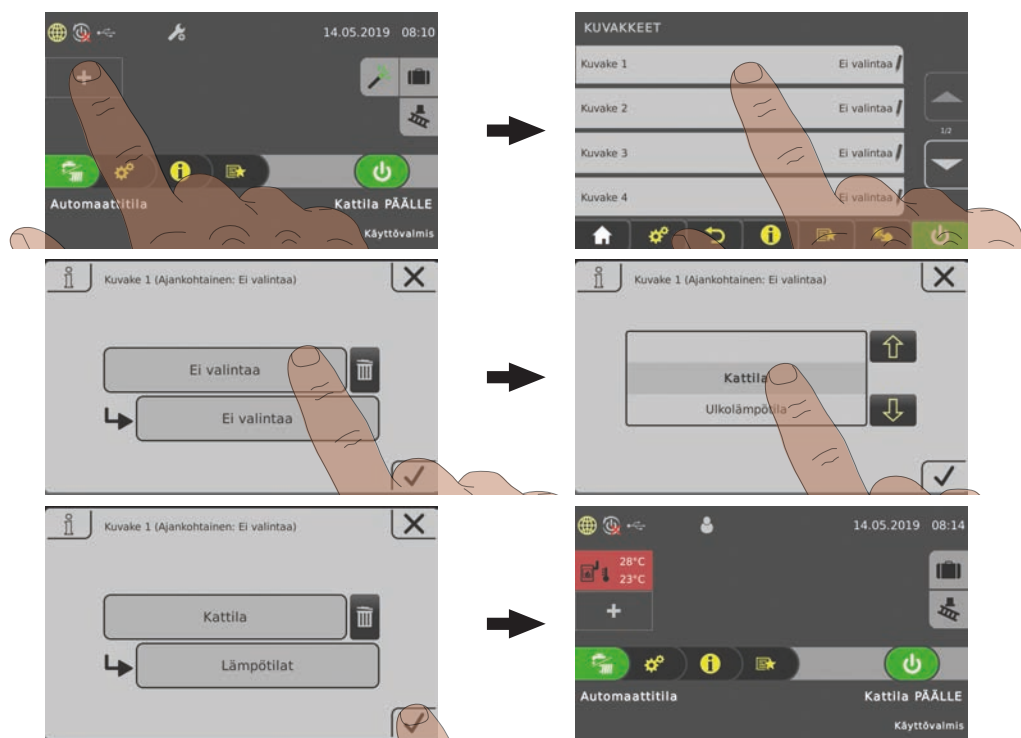 14.05.2019 08:10
Automaattitila
Kattila PÄÄLLE
Käyttövalmis
KUVAKKEET
Kuvake 1 Ei valintaa
Kuvake 2 Ei valintaa
1/2
Kuvake 3 Ei valintaa
Kuvake 4 Ei valintaa
Kuvake 1 (Ajankohtainen: Ei valintaa)
Ei valintaa
Ei valintaa
Kuvake 1 (Ajankohtainen: Ei valintaa)
Kattila
Ulkolämpötila
Kuvake 1 (Ajankohtainen: Ei valintaa)
Kattila
Lämpötilat
14.05.2019 08:14
28°C
23°C
Automaattitila
Kattila PÄÄLLE
Käyttövalmis